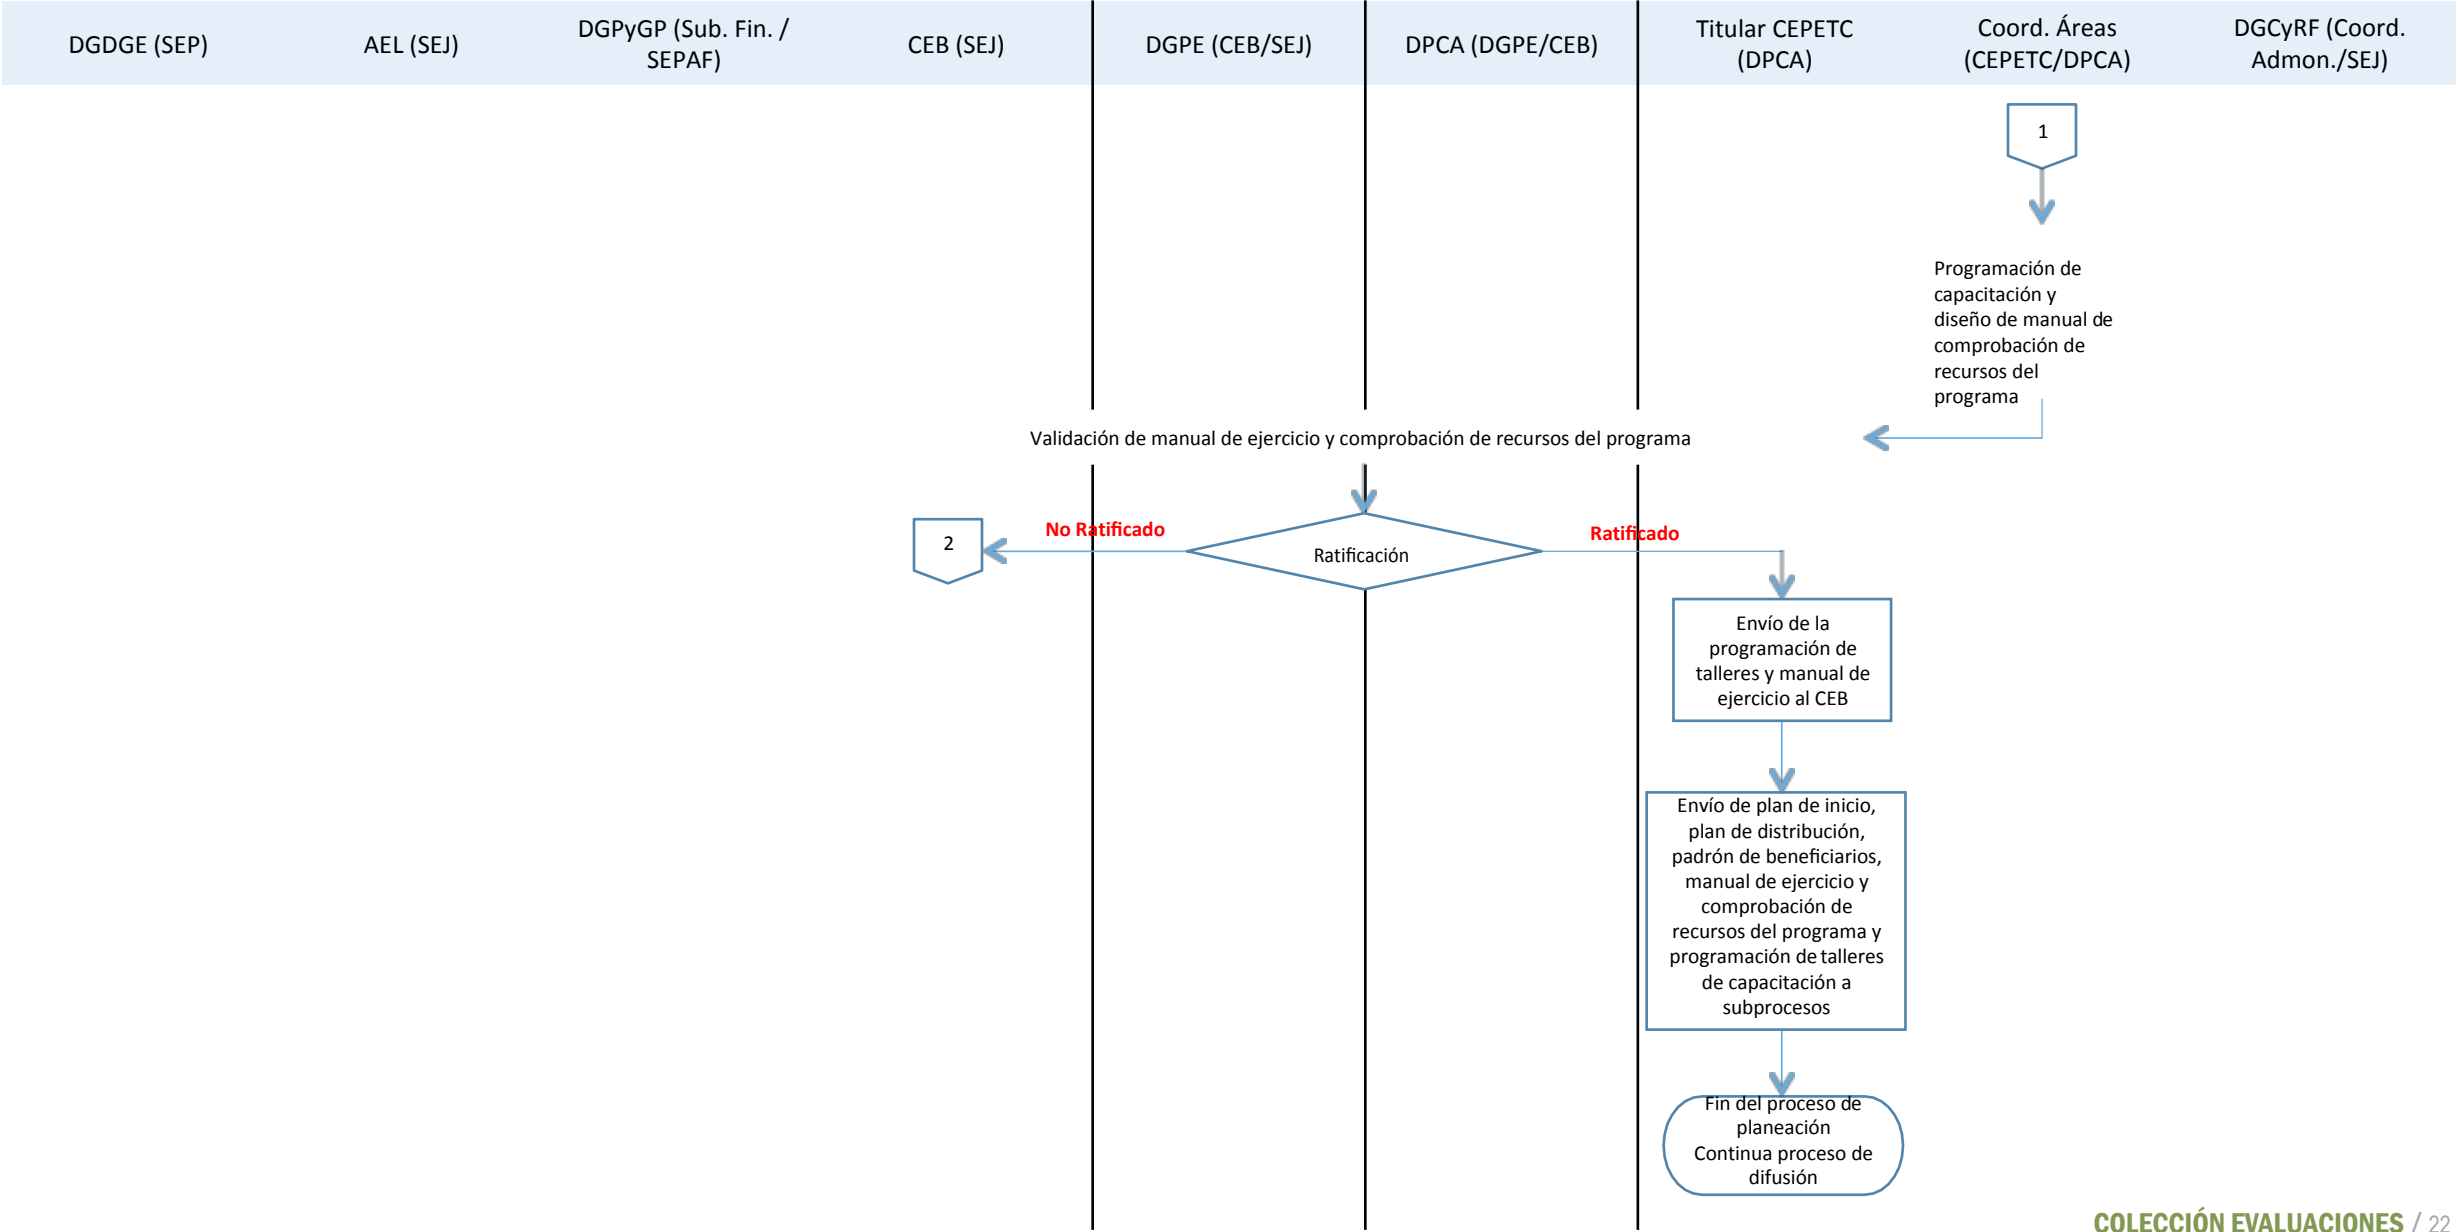 DGDGE (SEP)
AEL (SEJ)
DGPyGP (Sub. Fin. /
SEPAF)
CEB (SEJ)
DGPE (CEB/SEJ)
DPCA (DGPE/CEB)
Titular CEPETC
(DPCA)
Coord. Áreas
(CEPETC/DPCA)
DGCyRF (Coord.
Admon./SEJ)
1
Programación de
capacitación y
diseño de manual de
comprobación de
recursos del
programa
Validación de manual de ejercicio y comprobación de recursos del programa
2
No Ratificado
Ratificación
Ratificado
Envío de la
programación de
talleres y manual de
ejercicio al CEB
Envío de plan de inicio,
plan de distribución,
padrón de beneficiarios,
manual de ejercicio y
comprobación de
recursos del programa y
programación de talleres
de capacitación a
subprocesos
Fin del proceso de
planeación
Continua proceso de
difusión
COLECCIÓN EVALUACIONES / 22